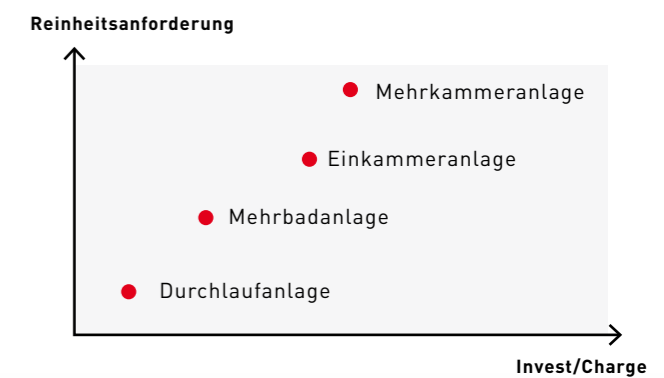 Reinheitsanforderung
Mehrkammeranlage
Einkammeranlage
Mehrbadanlage
Durchlaufanlage
Invest/Charge